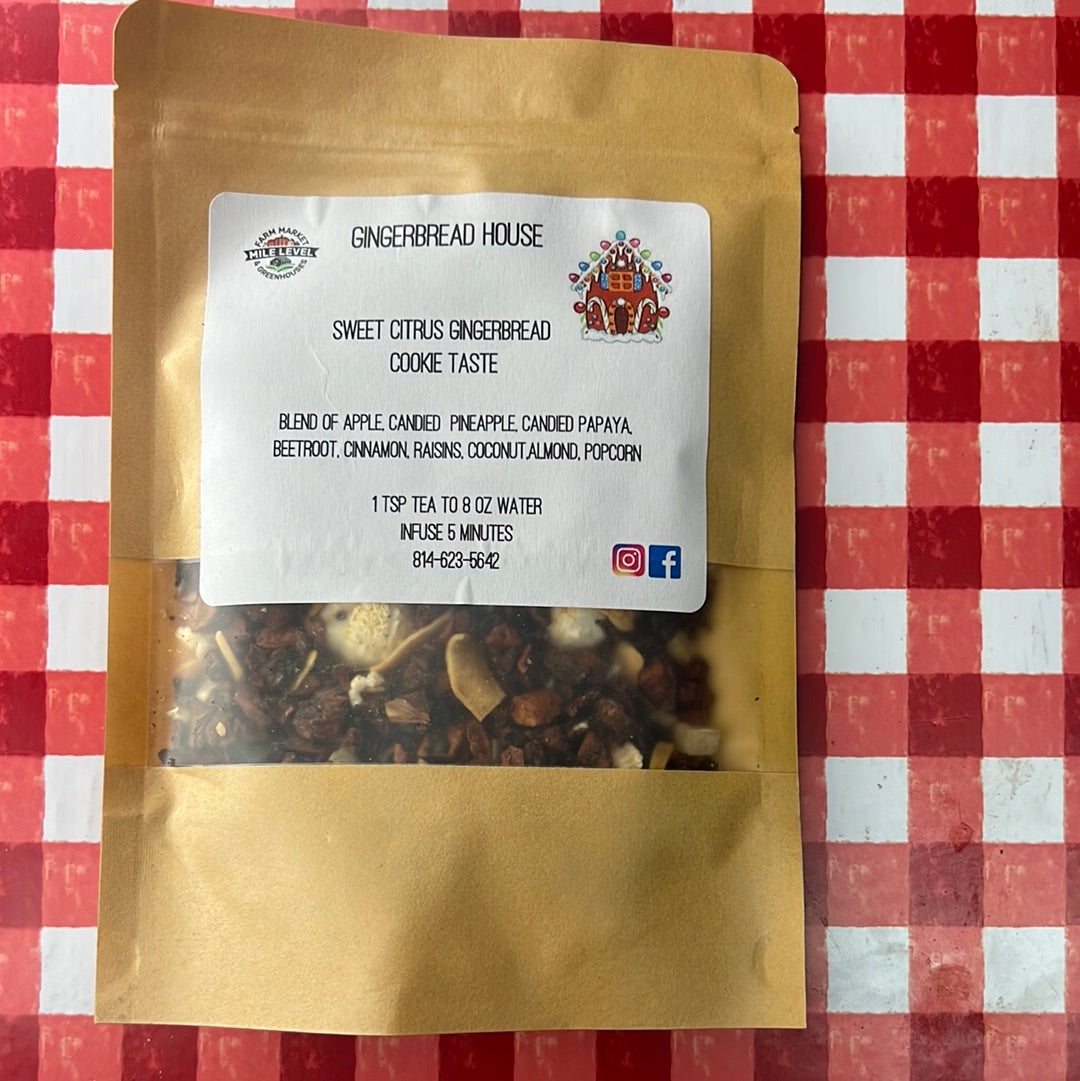 FARM MARKET
MILE LEVEL
& GREENHOUSES
GINGERBREAD HOUSE
SWEET CITRUS GINGERBREAD
COOKIE TASTE
BLEND OF APPLE, CANDIED PINEAPPLE, CANDIED PAPAYA,
BEETROOT, CINNAMON, RAISINS, COCONUT,ALMOND, POPCORN
1 TSP TEA TO 8 OZ WATER
INFUSE 5 MINUTES
814-623-5642